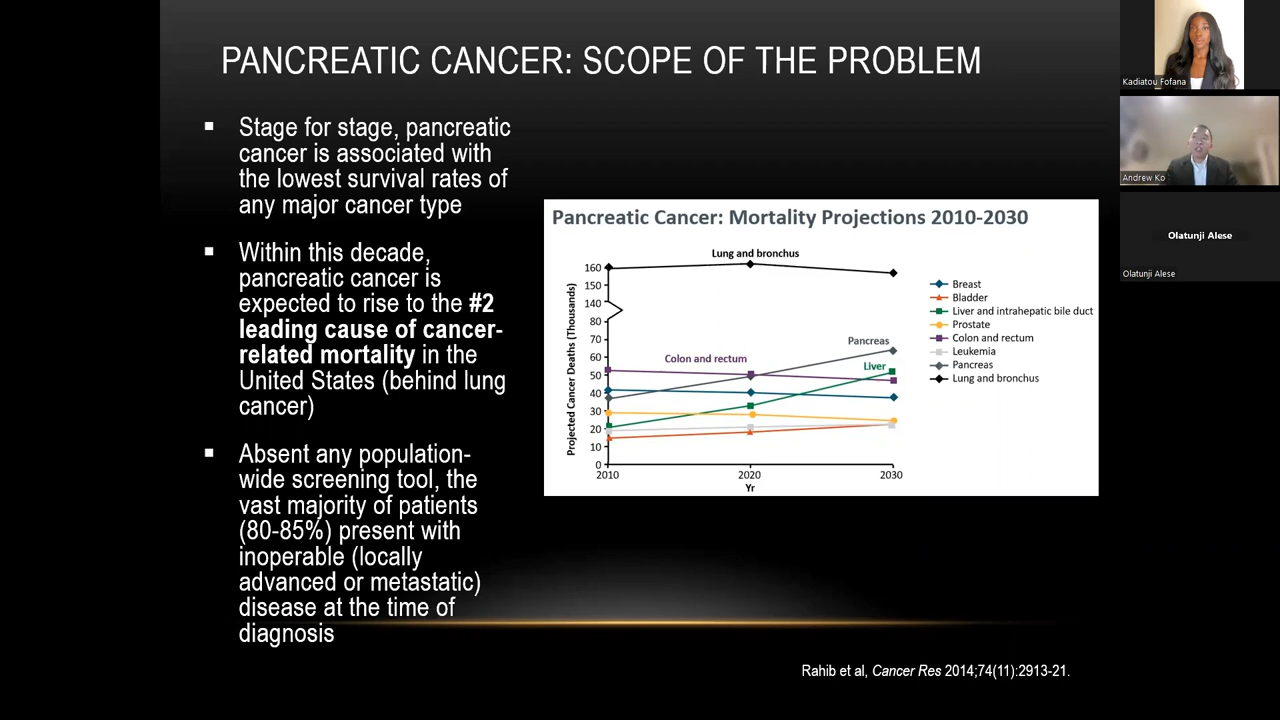 PANCREATIC CANCER: SCOPE OF THE PROBLEM
▪ Stage for stage, pancreatic
cancer is associated with
the lowest survival rates of
any major cancer type
▪ Within this decade,
pancreatic cancer is
expected to rise to the #2
leading cause of cancer-
related mortality in the
United States (behind lung
cancer)
▪ Absent any population-
wide screening tool, the
vast majority of patients
(80-85%) present with
inoperable (locally
advanced or metastatic)
disease at the time of
diagnosis
Pancreatic Cancer: Mortality Projections 2010-2030
Projected Cancer Deaths (Thousands)
160
150
140
80
70
60
50
40
30
20
10
0
Lung and bronchus
Colon and rectum
Pancreas
Liver
2010
2020
2030
Yr
Breast
Bladder
Liver and intrahepatic bile duct
Prostate
Colon and rectum
Leukemia
Pancreas
Lung and bronchus
Rahib et al, Cancer Res 2014;74(11):2913-21.
Kadiatou Fofana
Andrew Ko
Olatunji Alese
Olatunji Alese